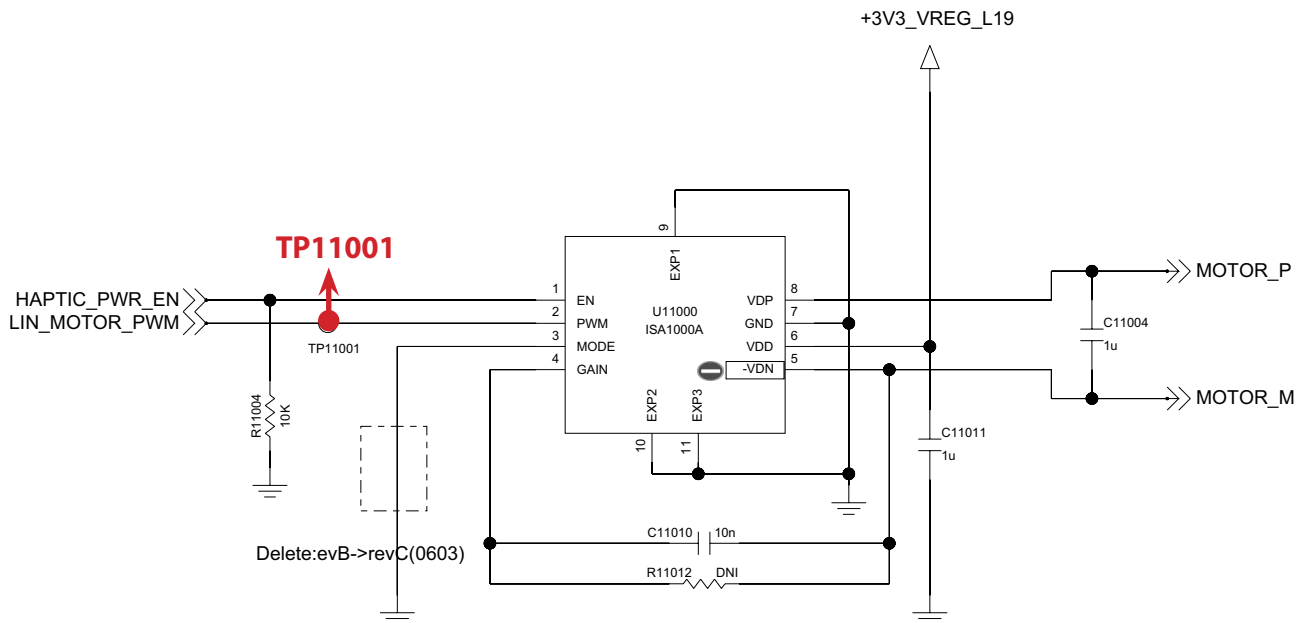 +3V3_VREG_L19
TP11001
HAPTIC_PWR_EN
LIN_MOTOR_PWM
TP11001
R11004
10K
1
2
3
4
EN
PWM
MODE
GAIN
9
EXP1
U11000
ISA1000A
VDP
GND
VDD
-VDN
8
7
6
5
EXP2
EXP3
10
11
MOTOR_P
C11004
1u
MOTOR_M
C11011
1u
Delete:evB->revC(0603)
C11010 10n
R11012 DNI